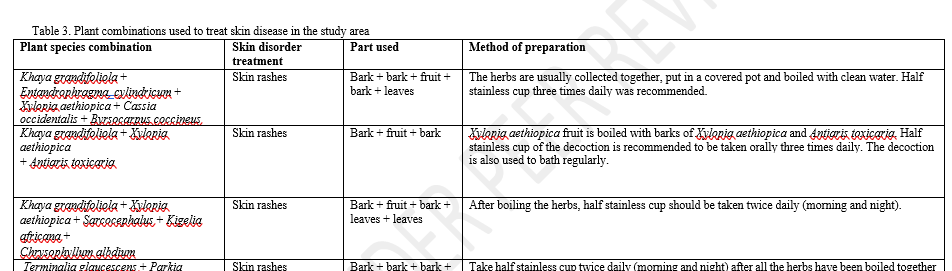 Table 3. Plant combinations used to treat skin disease in the study area
Plant species combination
Skin disorder
treatment
Part used
Method of preparation
Khaya grandifoliola +
Entandrophragma cylindricum +
Xylopia aethiopica + Cassia
occidentalis + Byrsocarpus coccineus
Skin rashes
Bark + bark + fruit +
bark + leaves
The herbs are usually collected together, put in a covered pot and boiled with clean water. Half
stainless cup three times daily was recommended.
Khaya grandifoliola + Xylopia
aethiopica
+ Antiaris toxicaria
Skin rashes
Bark + fruit + bark
Xylopia aethiopica fruit is boiled with barks of Xylopia aethiopica and Antiaris toxicaria. Half
stainless cup of the decoction is recommended to be taken orally three times daily. The decoction
is also used to bath regularly.
Khaya grandifoliola + Xylopia
aethiopica + Sarcocephalus + Kigelia
africana +
Chrysophyllum albdium
Skin rashes
Bark + fruit + bark +
leaves + leaves
After boiling the herbs, half stainless cup should be taken twice daily (morning and night).
Terminalia glaucescens + Parkia
Skin rashes
Bark + bark + bark +
Take half stainless cup twice daily (morning and night) after all the herbs have been boiled together
DER PEER REV